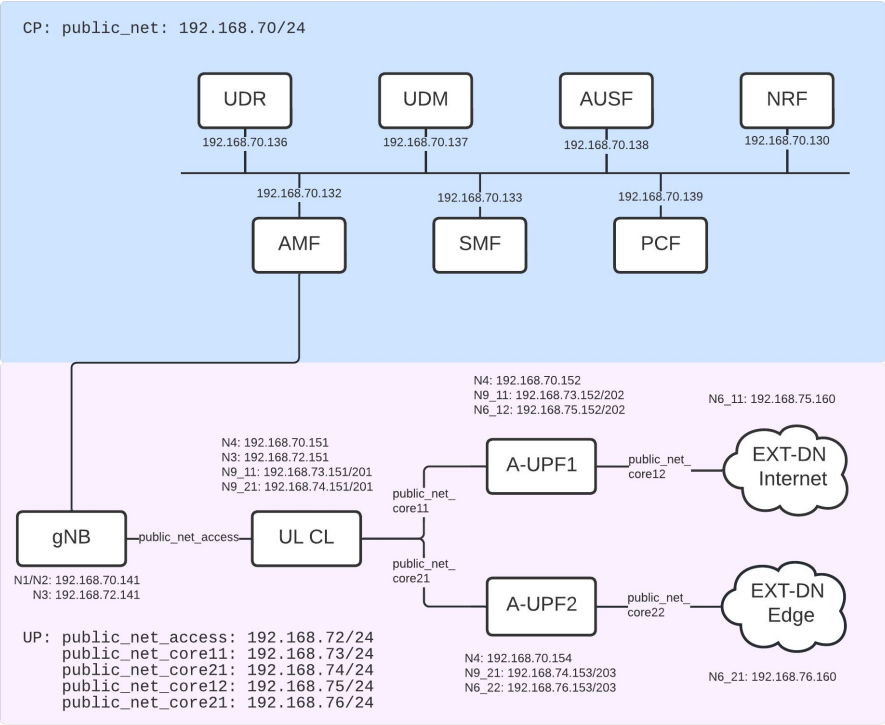 CP: public_net: 192.168.70/24
UDR
UDM
AUSF
NRF
192.168.70.136
192.168.70.137
192.168.70.138
192.168.70.130
192.168.70.132
192.168.70.133
192.168.70.139
AMF
SMF
PCF
N4: 192.168.70.152
N9_11: 192.168.73.152/202
N6_12: 192.168.75.152/202
N6_11: 192.168.75.160
N4: 192.168.70.151
N3: 192.168.72.151
N9_11: 192.168.73.151/201
N9_21: 192.168.74.151/201
A-UPF1
public_net_
core12
EXT-DN
Internet
public_net_
core11
gNB
public_net_access
UL CL
public_net_
core21
N1/N2: 192.168.70.141
N3: 192.168.72.141
A-UPF2
public_net_
core22
EXT-DN
Edge
N4: 192.168.70.154
N9_21: 192.168.74.153/203
N6_22: 192.168.76.153/203
N6_21: 192.168.76.160
UP: public_net_access: 192.168.72/24
public_net_core11: 192.168.73/24
public_net_core21: 192.168.74/24
public_net_core12: 192.168.75/24
public_net_core21: 192.168.76/24